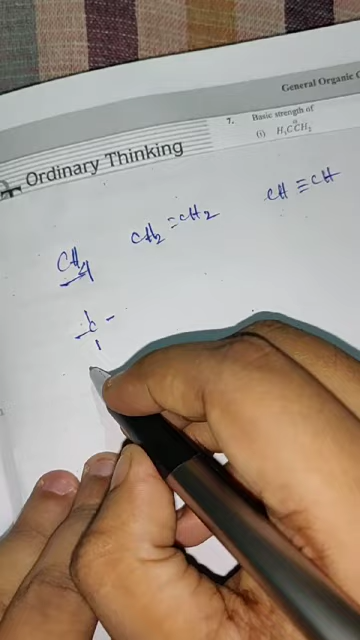 General Organic C
Ordinary Thinking
7. Basic strength of
(i) H₃CCH₂
CH₄ CH₂=CH₂ CH≡CH
C